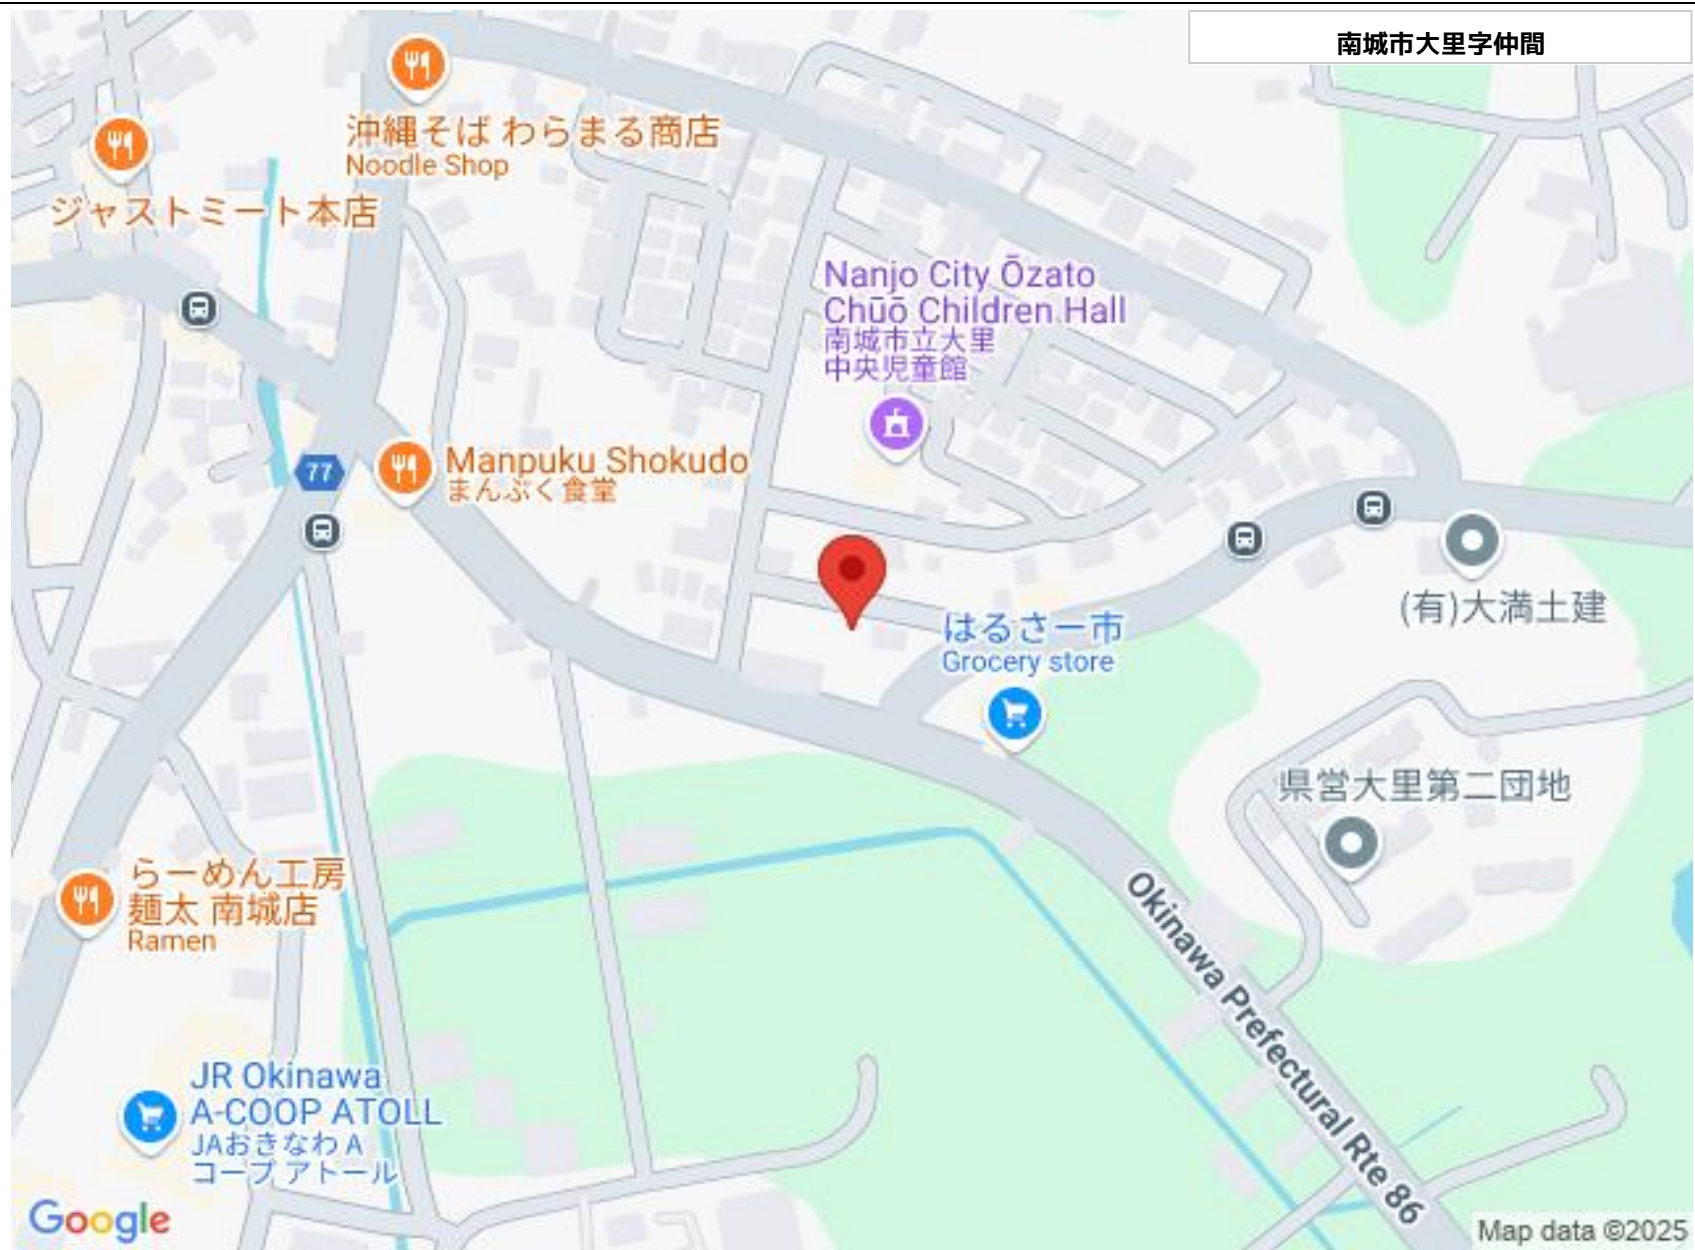 南城市大里字仲間
沖縄そば わらまる商店
Noodle Shop
ジャストミート本店
Nanjo City Ōzato
Chūō Children Hall
南城市立大里
中央児童館
77
Manpuku Shokudo
まんぷく食堂
(有)大満土建
はるさー市
Grocery store
県営大里第二団地
らーめん工房
麺太 南城店
Ramen
Okinawa Prefectural Rte 86
JR Okinawa
A-COOP ATOLL
JAおきなわ A
コープ アトール
Google
Map data ©2025